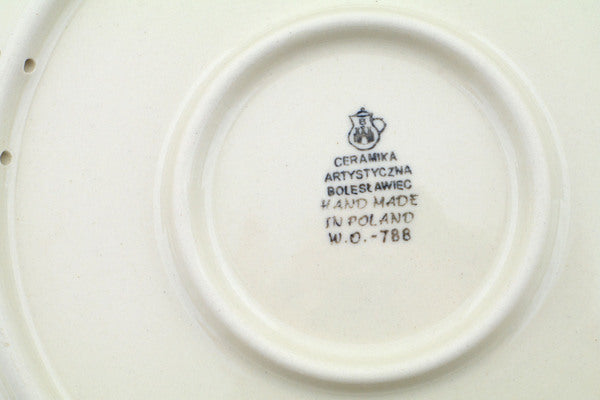 CERAMIKA
ARTYSTYCZNA
BOLESŁAWIEC
HAND MADE
IN POLAND
W.O.-788